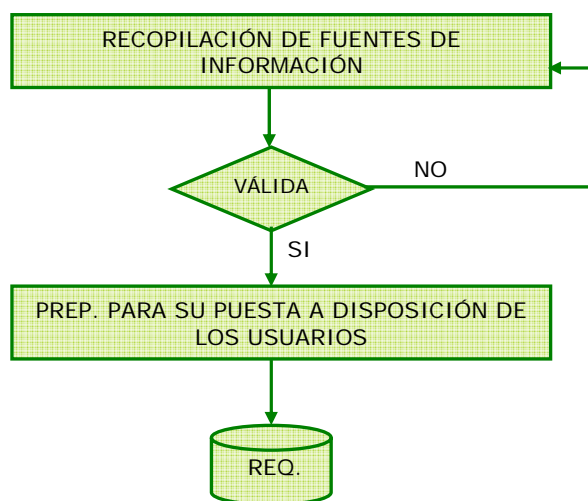 RECOPILACIÓN DE FUENTES DE
INFORMACIÓN
VÁLIDA
NO
SI
PREP. PARA SU PUESTA A DISPOSICIÓN DE
LOS USUARIOS
REQ.